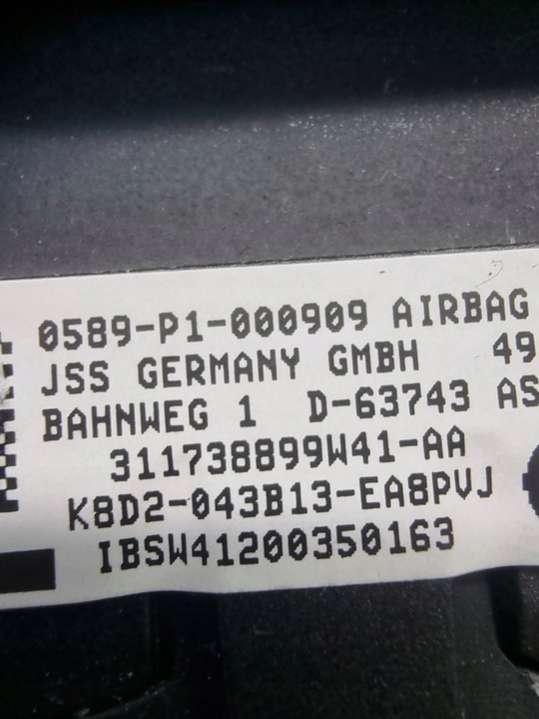 0589-P1-000909 AIRBAG
JSS GERMANY GMBH 49
BAHNWEG 1 D-63743 AS
311738899W41-AA
K8D2-043B13-EA8PVJ
IBSW41200350163